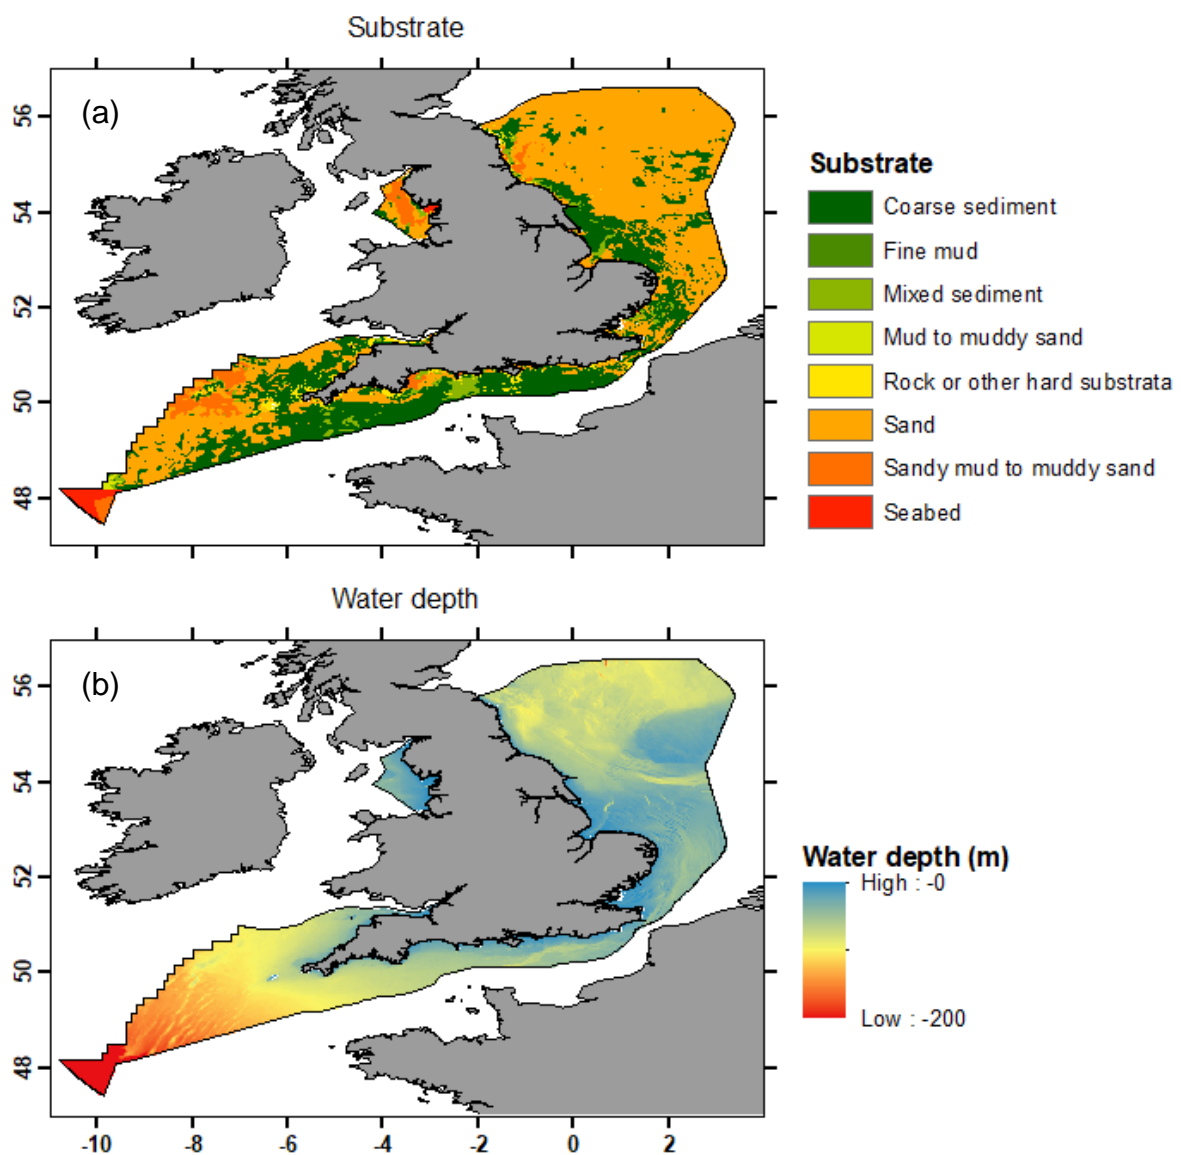 Substrate
(a)
56
54
52
50
48
Substrate
Coarse sediment
Fine mud
Mixed sediment
Mud to muddy sand
Rock or other hard substrata
Sand
Sandy mud to muddy sand
Seabed
Water depth
(b)
56
54
52
50
48
-10
-8
-6
-4
-2
0
2
Water depth (m)
High : -0
Low : -200